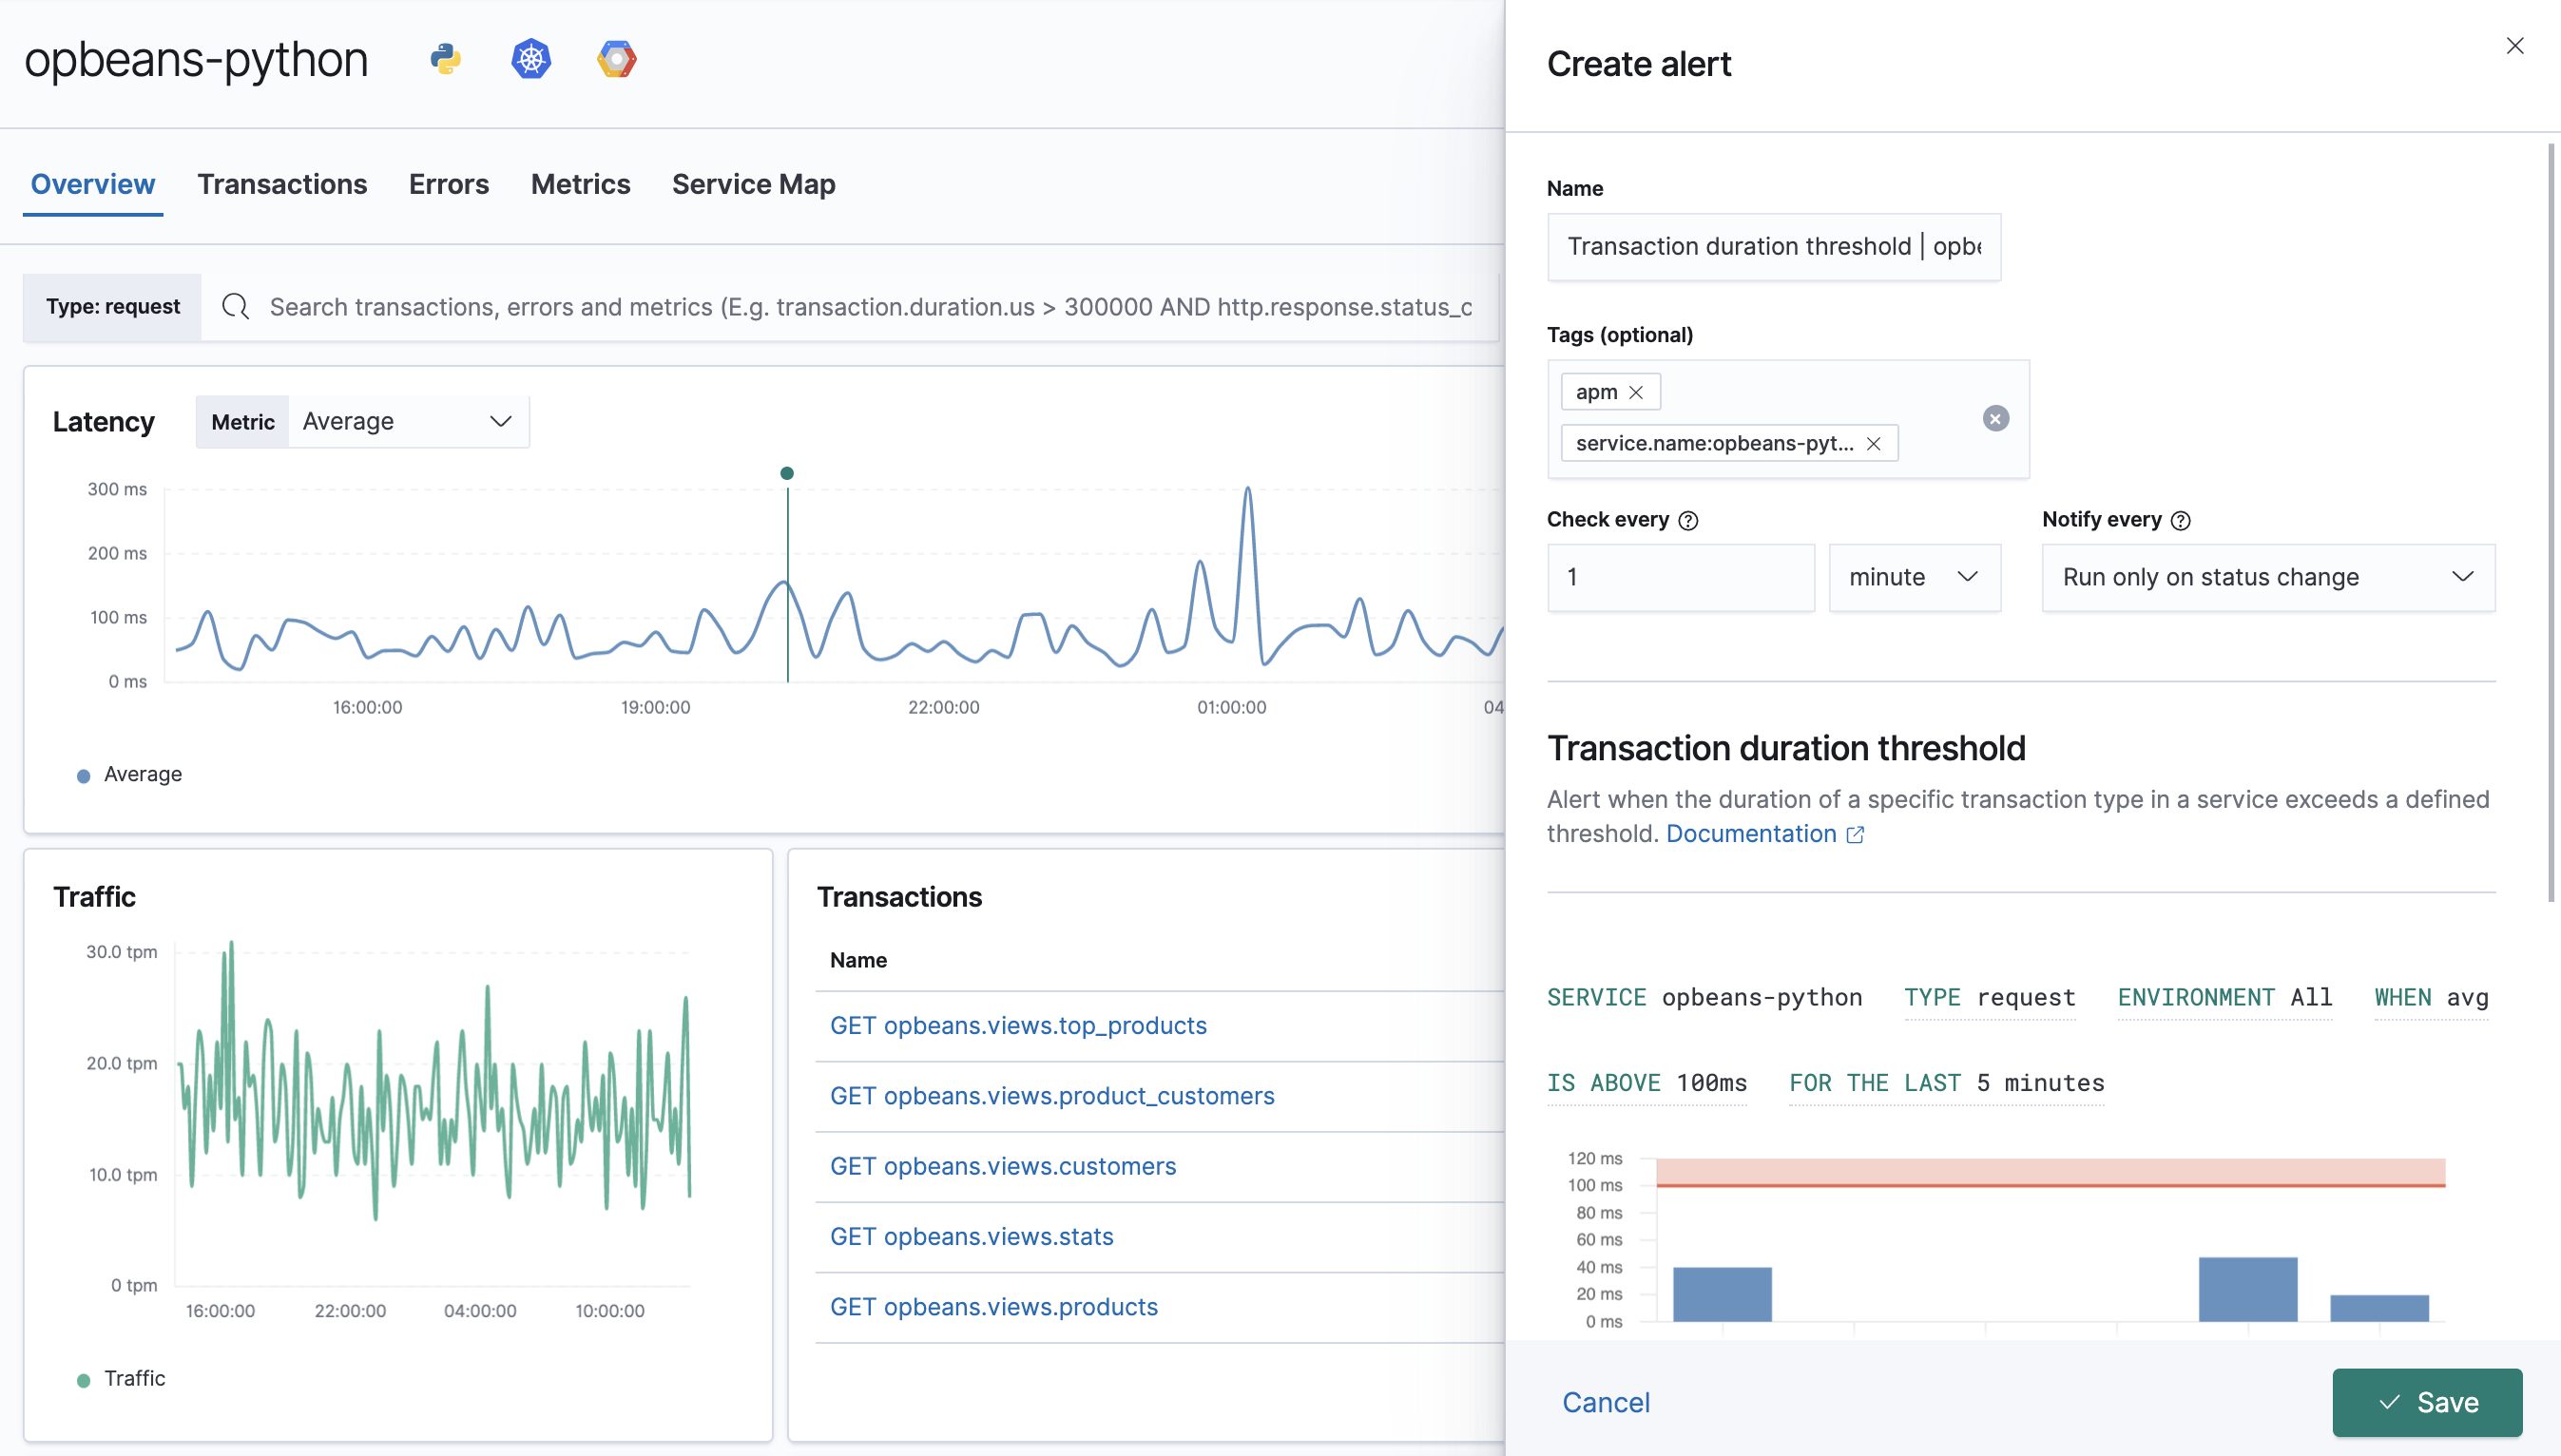 opbeans-python
Overview Transactions Errors Metrics Service Map
Type: request Search transactions, errors and metrics (E.g. transaction.duration.us > 300000 AND http.response.status_c
Latency Metric Average
300 ms
200 ms
100 ms
0 ms
16:00:00 19:00:00 22:00:00 01:00:00 04
Average
Traffic
30.0 tpm
20.0 tpm
10.0 tpm
0 tpm
16:00:00 22:00:00 04:00:00 10:00:00
Traffic
Transactions
Name
GET opbeans.views.top_products
GET opbeans.views.product_customers
GET opbeans.views.customers
GET opbeans.views.stats
GET opbeans.views.products
Create alert
Name
Transaction duration threshold | opbe
Tags (optional)
apm
service.name:opbeans-pyt...
Check every Notify every
1 minute Run only on status change
Transaction duration threshold
Alert when the duration of a specific transaction type in a service exceeds a defined
threshold. Documentation
SERVICE opbeans-python TYPE request ENVIRONMENT All WHEN avg
IS ABOVE 100ms FOR THE LAST 5 minutes
120 ms
100 ms
80 ms
60 ms
40 ms
20 ms
0 ms
Cancel Save